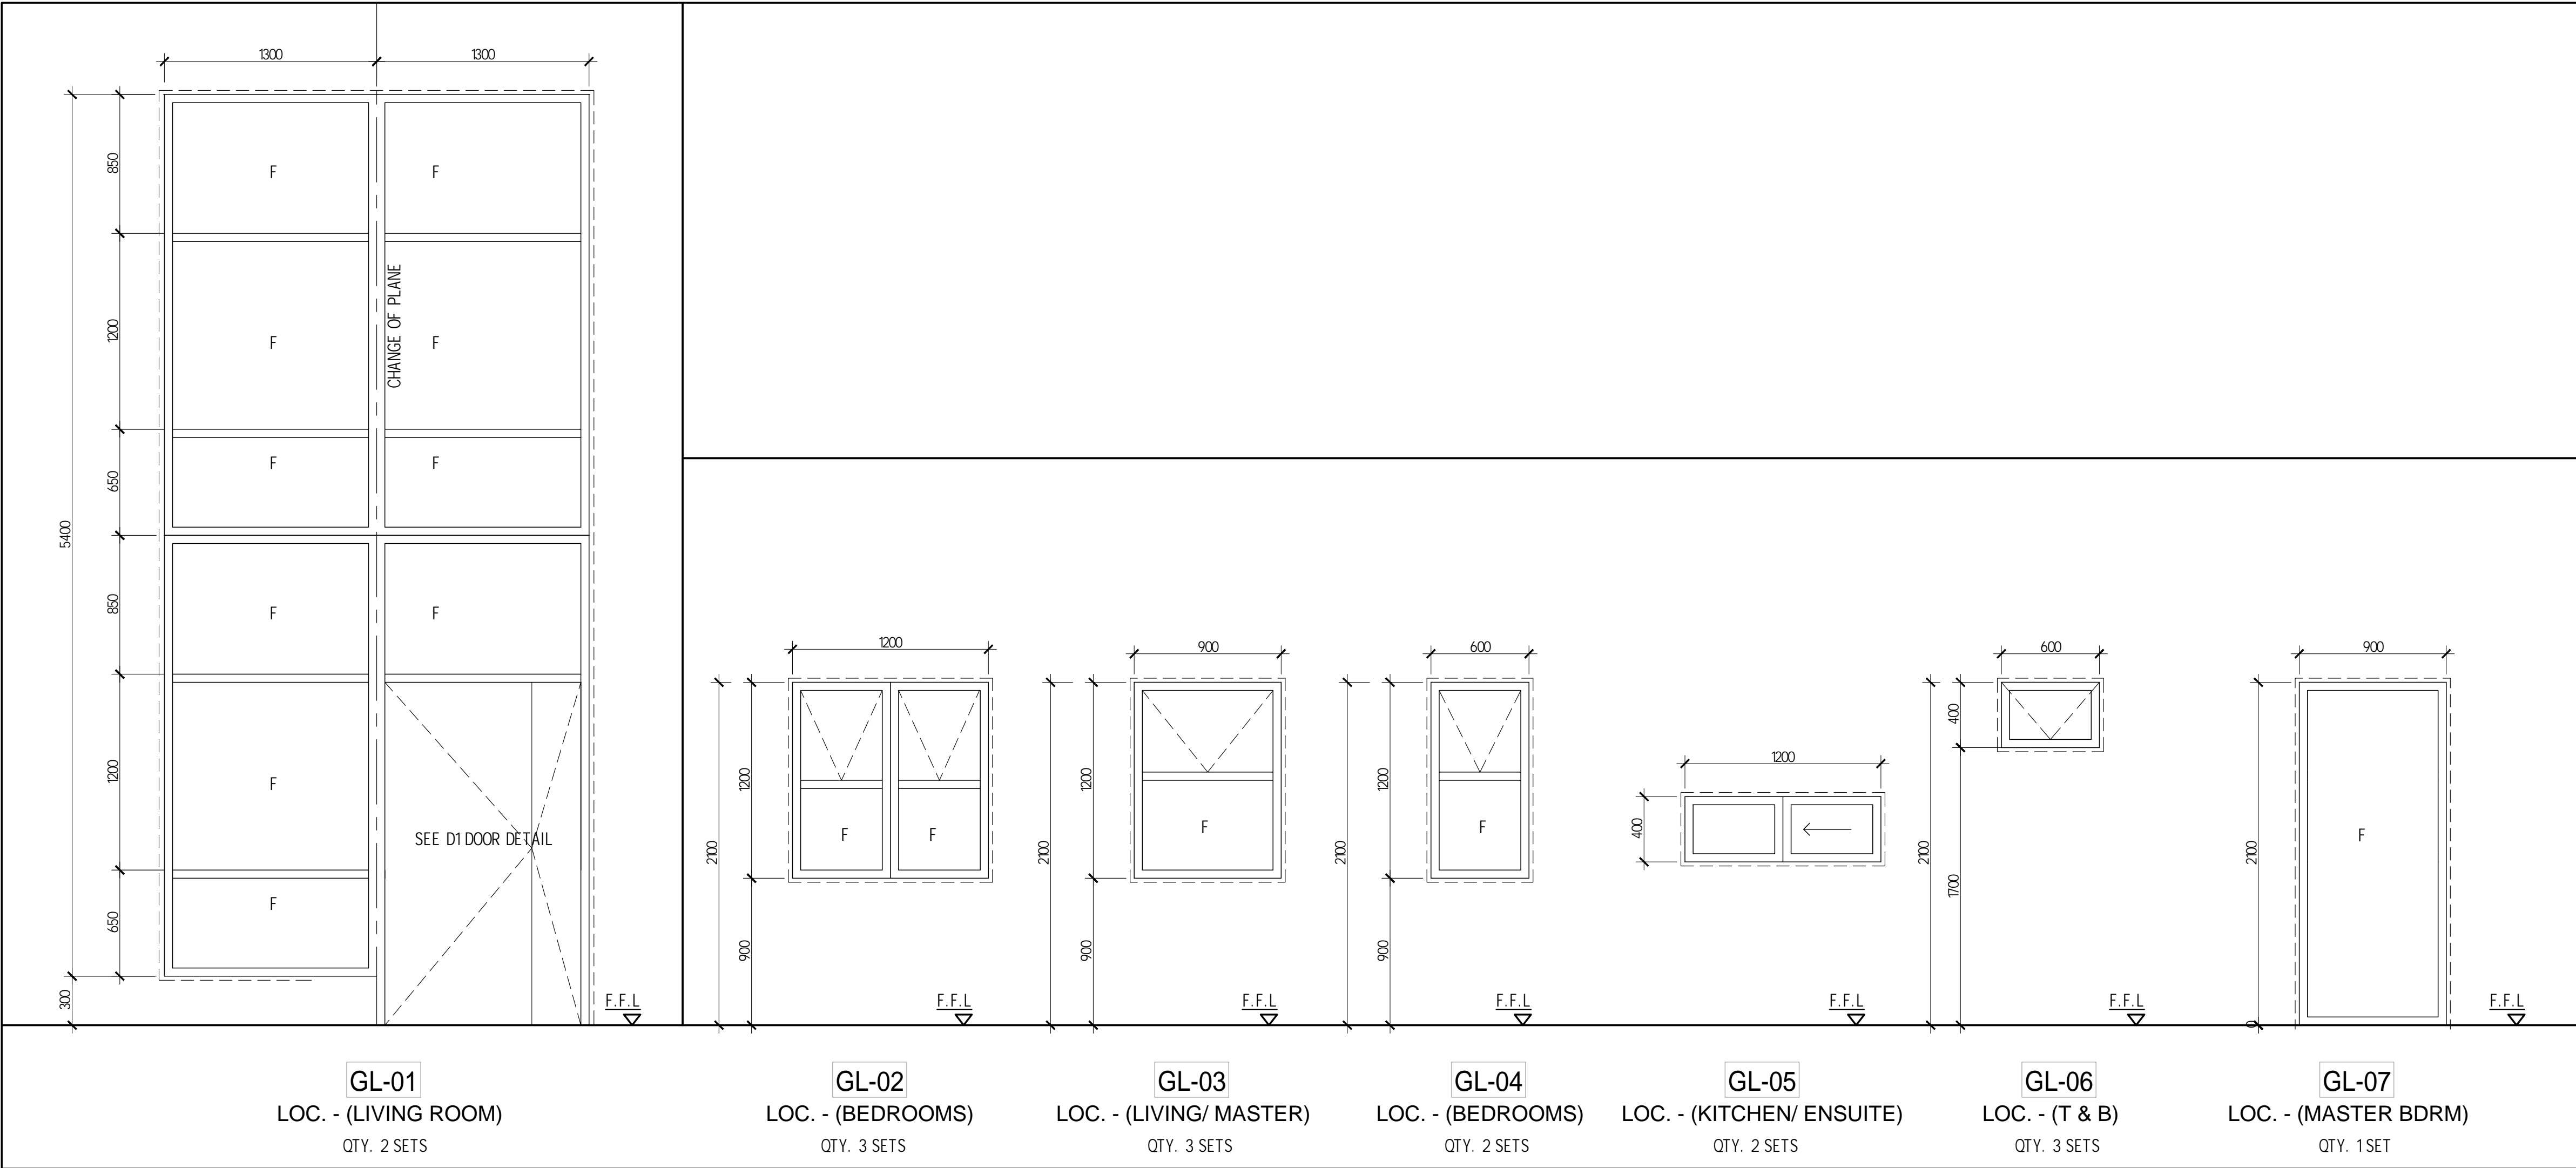 1300
1300
850
1200
650
5400
850
1200
650
300
F
F
F
F
CHANGE OF PLANE
F
F
F
F
F
SEE D1 DOOR DETAIL
F
F.F.L
GL-01
LOC. - (LIVING ROOM)
QTY. 2 SETS
1200
2100
1200
900
F
F
F.F.L
GL-02
LOC. - (BEDROOMS)
QTY. 3 SETS
900
2100
1200
900
F
F.F.L
GL-03
LOC. - (LIVING/ MASTER)
QTY. 3 SETS
600
2100
1200
900
F
F.F.L
GL-04
LOC. - (BEDROOMS)
QTY. 2 SETS
1200
400
F.F.L
GL-05
LOC. - (KITCHEN/ ENSUITE)
QTY. 2 SETS
600
2100
400
1700
F.F.L
GL-06
LOC. - (T & B)
QTY. 3 SETS
900
2100
0
F
F.F.L
GL-07
LOC. - (MASTER BDRM)
QTY. 1 SET